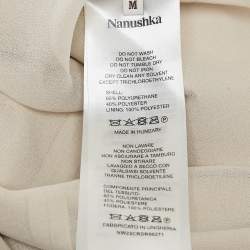 M
Nanushka
DO NOT WASH
DO NOT BLEACH
DO NOT TUMBLE DRY
DO NOT IRON
DRY CLEAN ANY SOLVENT
EXCEPT TRICHLOROETHYLENE
SHELL:
60% POLYURETHANE
40% POLYESTER
LINING: 100% POLYESTER
MADE IN HUNGARY
NON LAVARE
NON CANDEGGIARE
NON ASCIUGARE A TAMBURO
NON STIRARE
LAVAGGIO A SECCO CON
QUALSIASI SOLVENTE
TRANNE TRICLOROETILENE
COMPONENTE PRINCIPALE
DEL TESSUTO:
60% POLIURETANO
40% POLIESTERE
FODERA: 100% POLIESTERE
FABBRICATO IN UNGHERIA